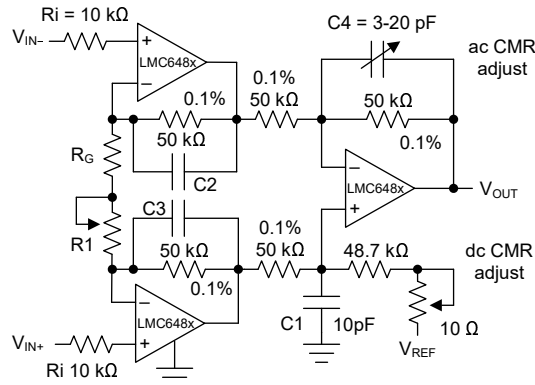 Ri = 10 kΩ
VIN–
LMC648x
0.1%
50 kΩ
C2
RG
R1
C3
50 kΩ
0.1%
LMC648x
VIN+
Ri 10 kΩ
0.1%
50 kΩ
C4 = 3-20 pF
ac CMR
adjust
50 kΩ
0.1%
LMC648x
VOUT
0.1%
50 kΩ
48.7 kΩ
dc CMR
adjust
C1
10pF
10 Ω
VREF